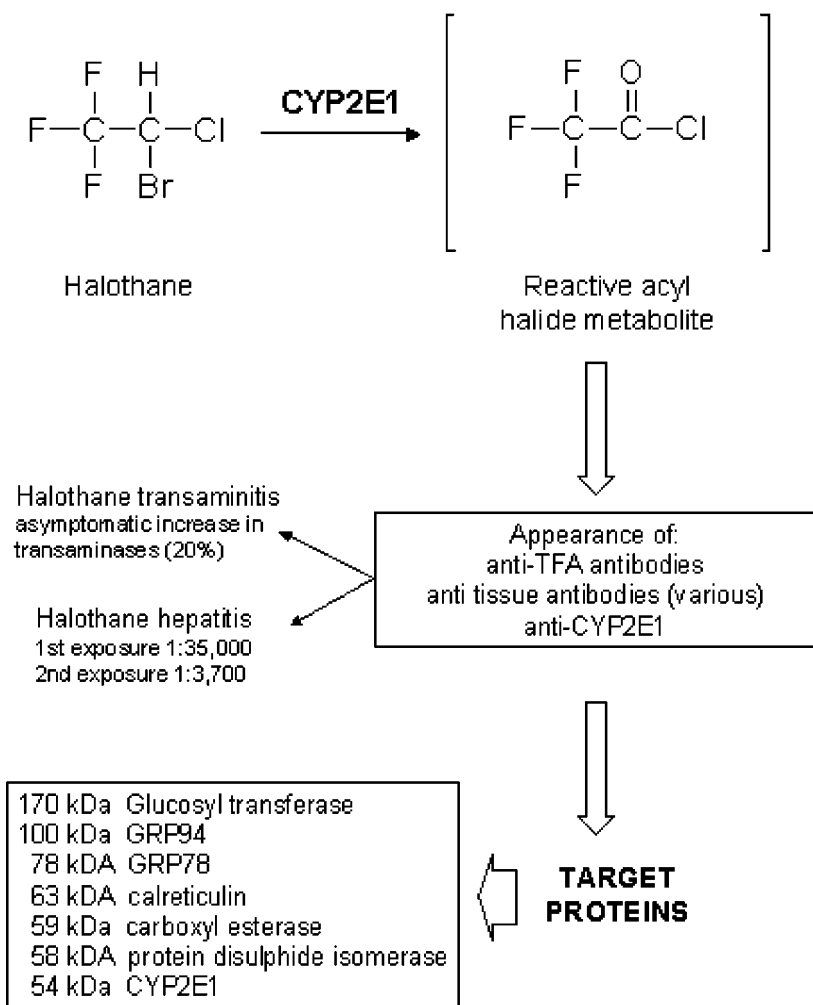 F H
F C C Cl
F Br
CYP2E1
F O
F C C Cl
F
Halothane
Reactive acyl
halide metabolite
Halothane transaminitis
asymptomatic increase in
transaminases (20%)
Halothane hepatitis
1st exposure 1:35,000
2nd exposure 1:3,700
Appearance of:
anti-TFA antibodies
anti tissue antibodies (various)
anti-CYP2E1
TARGET
PROTEINS
170 kDa Glucosyl transferase
100 kDa GRP94
78 kDA GRP78
63 kDA calreticulin
59 kDa carboxyl esterase
58 kDA protein disulphide isomerase
54 kDa CYP2E1